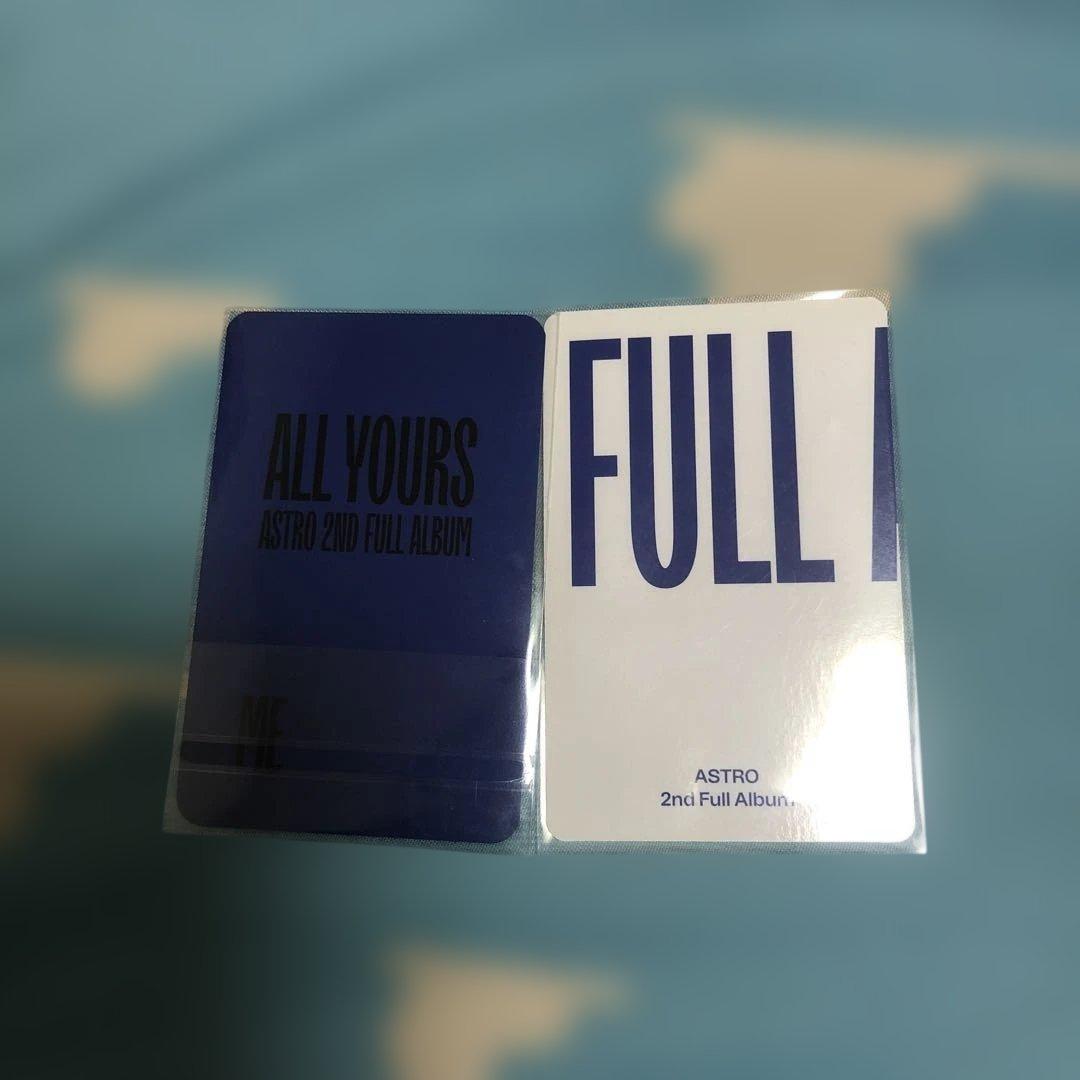 ALL YOURS
ASTRO 2ND FULL ALBUM
ME
FULL
ASTRO
2nd Full Album